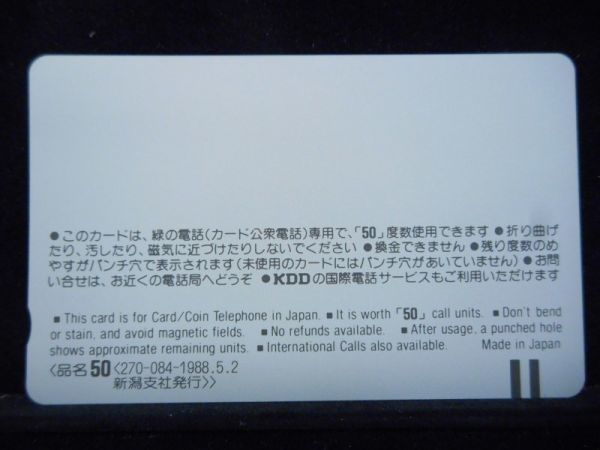 ●このカードは、緑の電話(カード公衆電話)専用で、「50」度数使用できます ●折り曲げ
たり、汚したり、磁気に近づけたりしないでください ●換金できません ●残り度数のめ
やすがパンチ穴で表示されます(未使用のカードにはパンチ穴があいていません) ●お問
い合せは、お近くの電話局へどうぞ ●KDDの国際電話サービスもご利用いただけます
■ This card is for Card/Coin Telephone in Japan. ■ It is worth「50」call units. ■ Don't bend
or stain, and avoid magnetic fields. ■ No refunds available. ■ After usage, a punched hole
shows approximate remaining units. ■ International Calls also available. Made in Japan
〈品名50〈270-084-1988.5.2
新潟支社発行〉〉